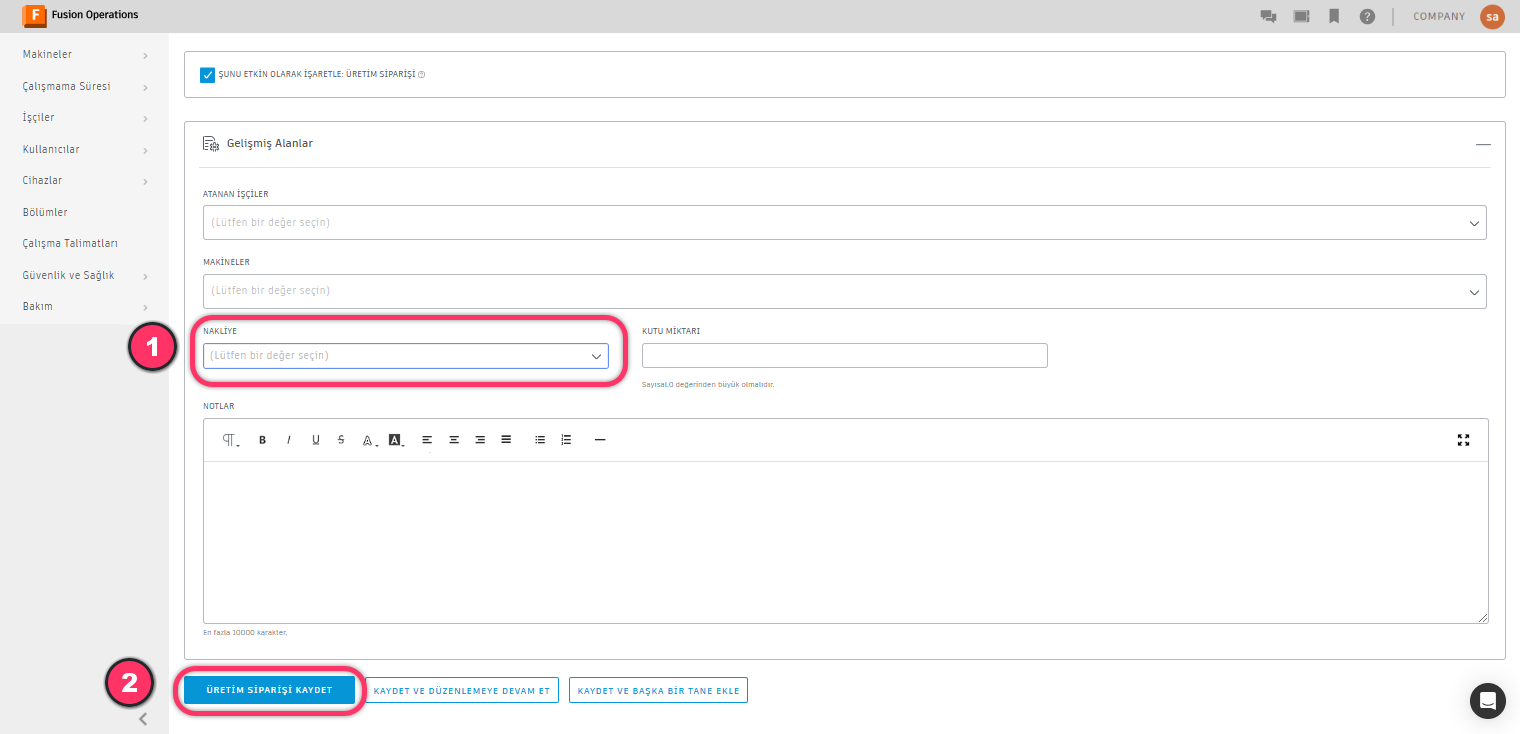 F Fusion Operations
? COMPANY sa
Makineler
Çalışmama Süresi
İşçiler
Kullanıcılar
Cihazlar
Bölümler
Çalışma Talimatları
Güvenlik ve Sağlık
Bakım
ŞUNU ETKİN OLARAK İŞARETLE: ÜRETİM SİPARİŞİ ?
Gelişmiş Alanlar
ATANAN İŞÇİLER
(Lütfen bir değer seçin)
MAKİNELER
(Lütfen bir değer seçin)
1
NAKLİYE
(Lütfen bir değer seçin)
KUTU MİKTARI
Sayısal.0 değerinden büyük olmalıdır.
NOTLAR
B I U S A A
En fazla 10000 karakter.
2
ÜRETİM SİPARİŞİ KAYDET
KAYDET VE DÜZENLEMEYE DEVAM ET
KAYDET VE BAŞKA BİR TANE EKLE